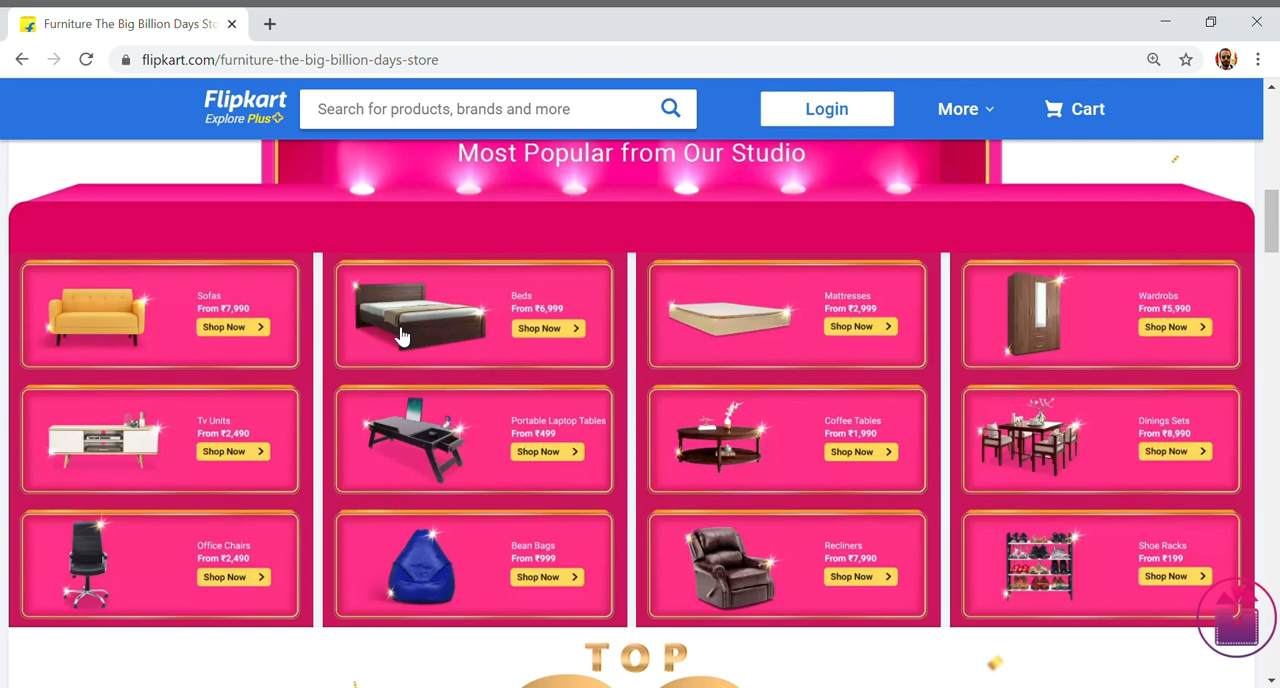 Furniture The Big Billion Days Sto
flipkart.com/furniture-the-big-billion-days-store
Flipkart
Explore Plus
Search for products, brands and more
Login
More
Cart
Most Popular from Our Studio
Sofas
From ₹7,990
Shop Now
Beds
From ₹6,999
Shop Now
Mattresses
From ₹2,999
Shop Now
Wardrobs
From ₹5,990
Shop Now
Tv Units
From ₹2,490
Shop Now
Portable Laptop Tables
From ₹499
Shop Now
Coffee Tables
From ₹1,990
Shop Now
Dinings Sets
From ₹8,990
Shop Now
Office Chairs
From ₹2,490
Shop Now
Bean Bags
From ₹999
Shop Now
Recliners
From ₹7,990
Shop Now
Shoe Racks
From ₹199
Shop Now
TOP